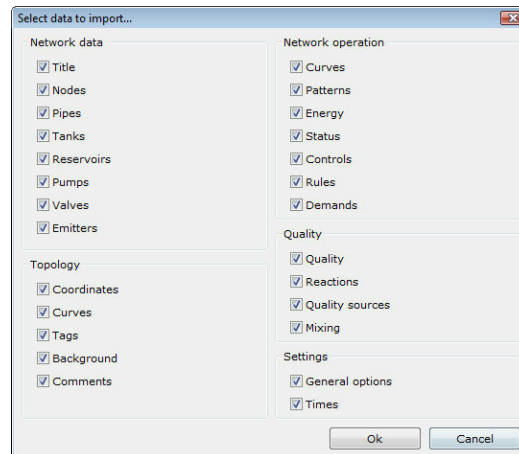 Select data to import...
Network data
Title
Nodes
Pipes
Tanks
Reservoirs
Pumps
Valves
Emitters
Topology
Coordinates
Curves
Tags
Background
Comments
Network operation
Curves
Patterns
Energy
Status
Controls
Rules
Demands
Quality
Quality
Reactions
Quality sources
Mixing
Settings
General options
Times
Ok
Cancel